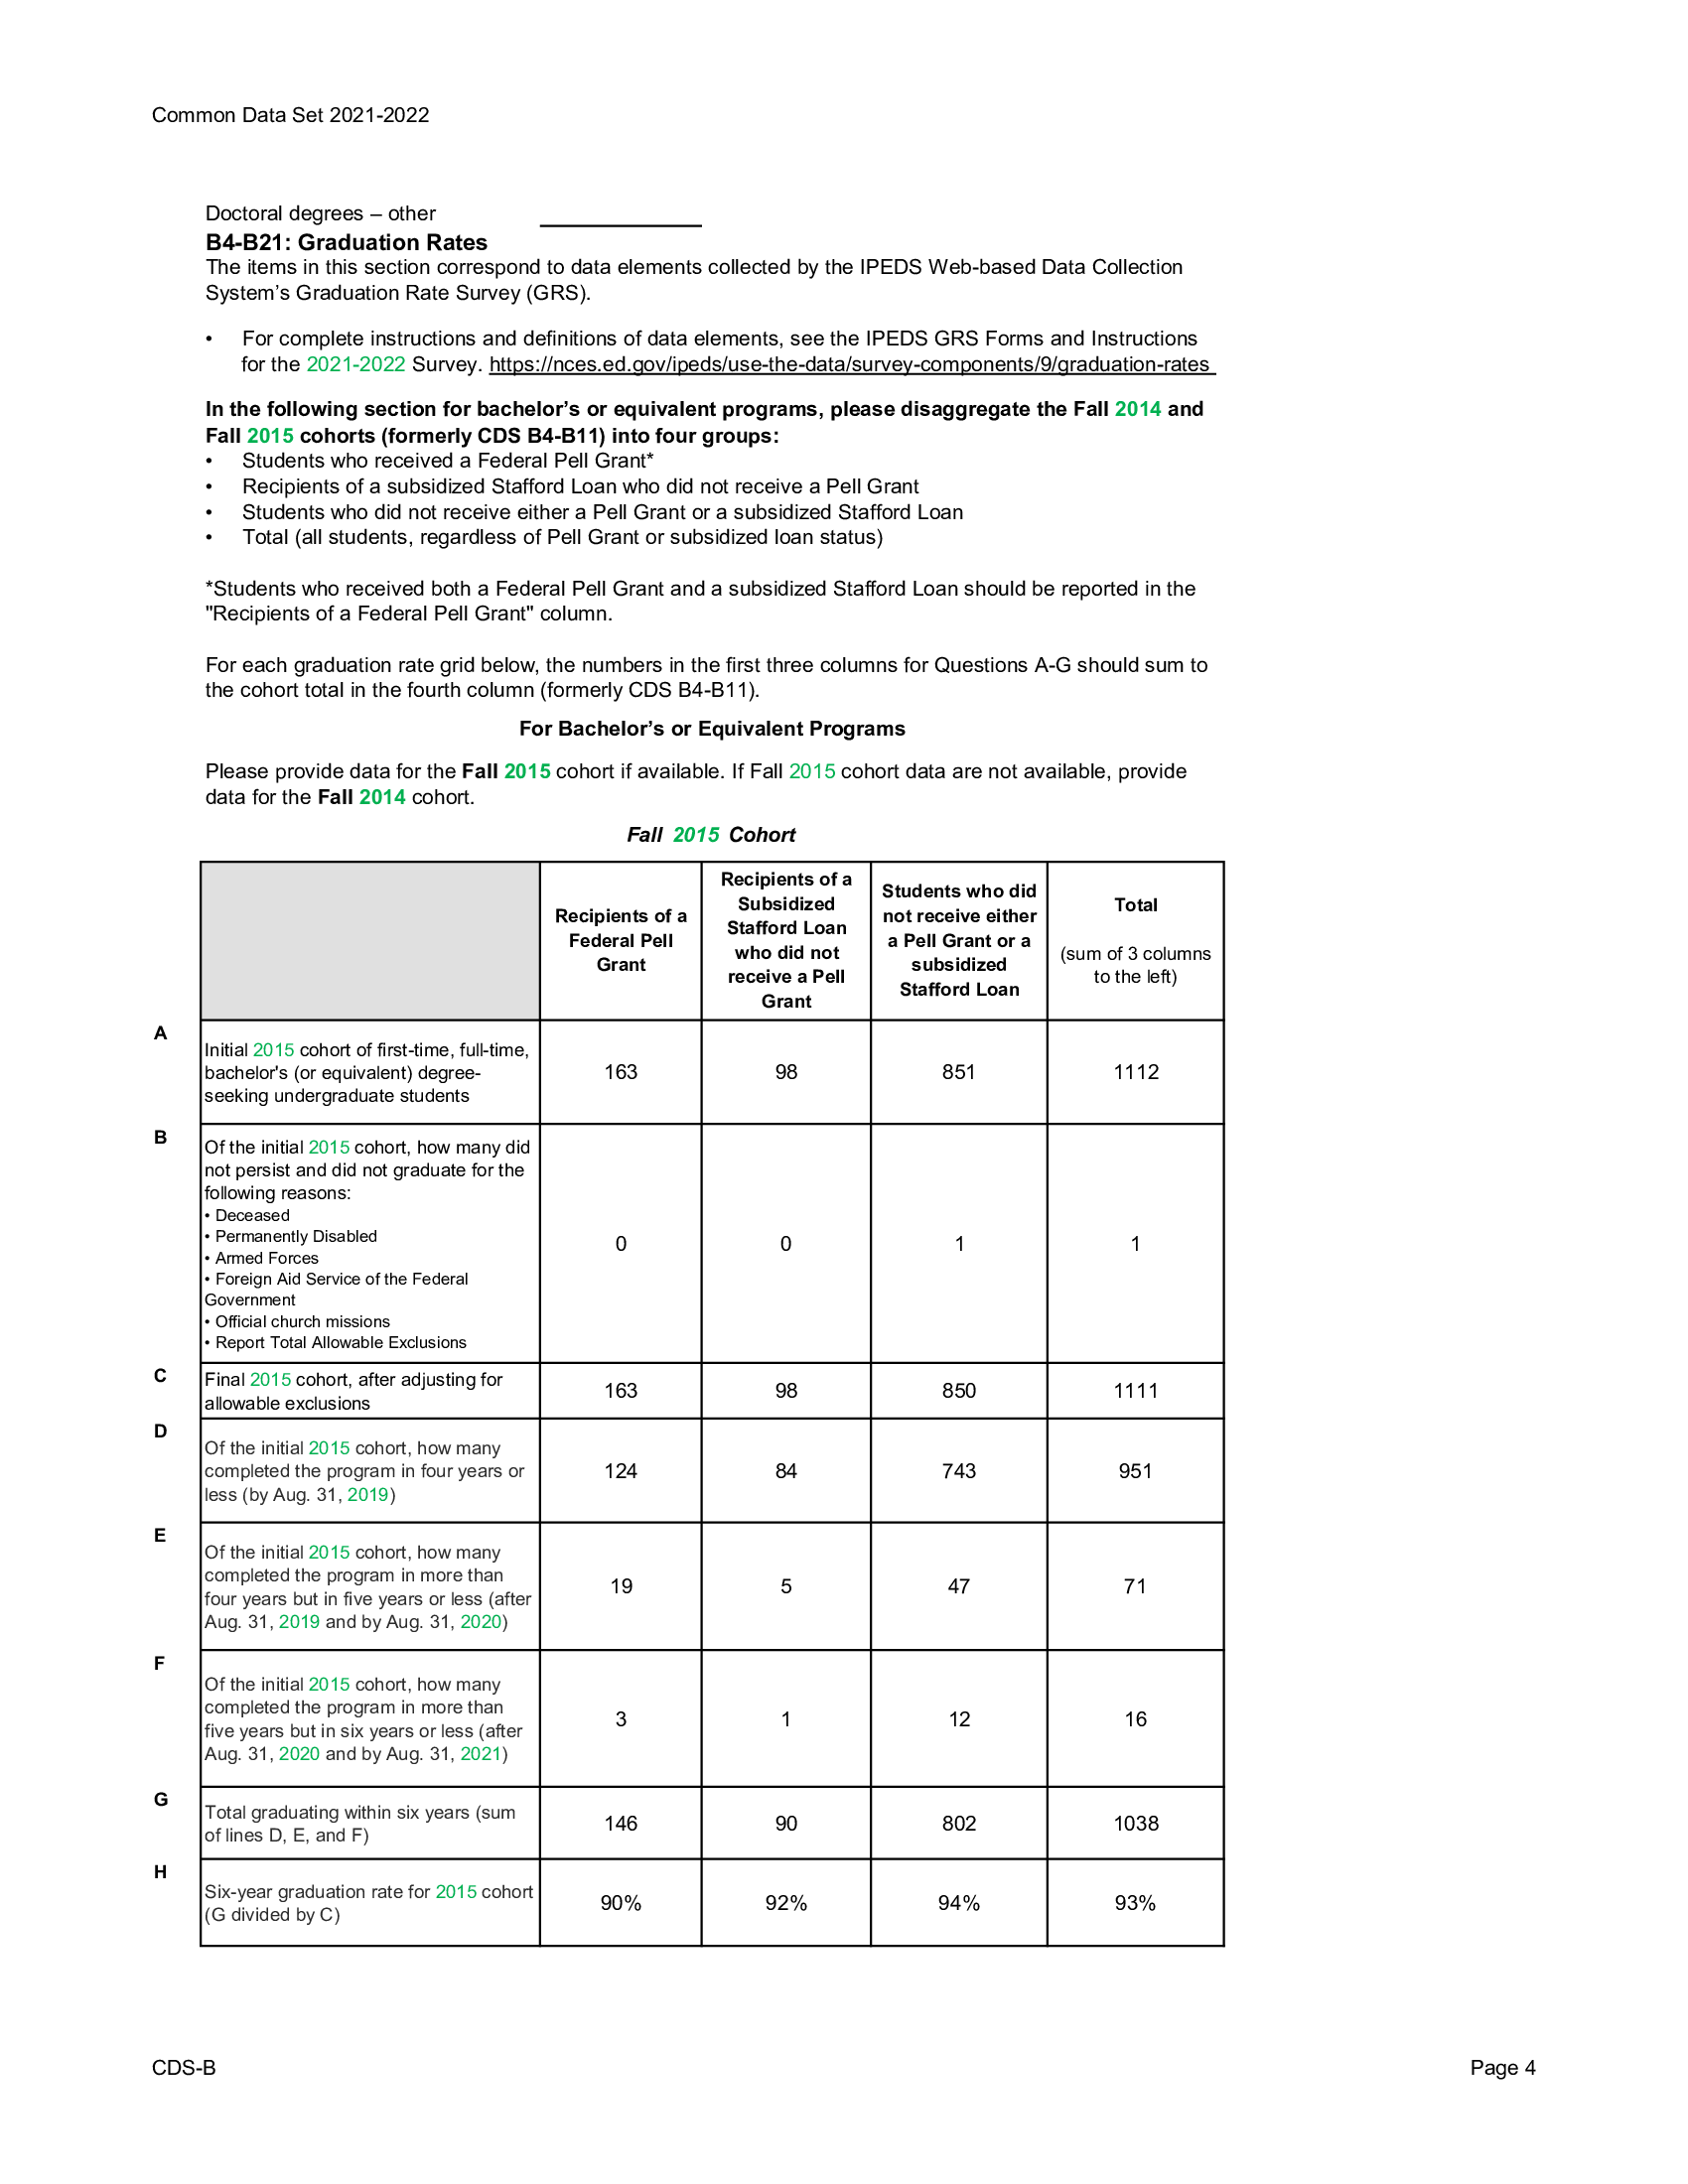 Common Data Set 2021-2022
Doctoral degrees – other
B4-B21: Graduation Rates
The items in this section correspond to data elements collected by the IPEDS Web-based Data Collection
System’s Graduation Rate Survey (GRS).
• For complete instructions and definitions of data elements, see the IPEDS GRS Forms and Instructions
for the 2021-2022 Survey. https://nces.ed.gov/ipeds/use-the-data/survey-components/9/graduation-rates
In the following section for bachelor’s or equivalent programs, please disaggregate the Fall 2014 and
Fall 2015 cohorts (formerly CDS B4-B11) into four groups:
• Students who received a Federal Pell Grant*
• Recipients of a subsidized Stafford Loan who did not receive a Pell Grant
• Students who did not receive either a Pell Grant or a subsidized Stafford Loan
• Total (all students, regardless of Pell Grant or subsidized loan status)
*Students who received both a Federal Pell Grant and a subsidized Stafford Loan should be reported in the
"Recipients of a Federal Pell Grant" column.
For each graduation rate grid below, the numbers in the first three columns for Questions A-G should sum to
the cohort total in the fourth column (formerly CDS B4-B11).
For Bachelor’s or Equivalent Programs
Please provide data for the Fall 2015 cohort if available. If Fall 2015 cohort data are not available, provide
data for the Fall 2014 cohort.
Fall 2015 Cohort
Recipients of a
Federal Pell
Grant
Recipients of a
Subsidized
Stafford Loan
who did not
receive a Pell
Grant
Students who did
not receive either
a Pell Grant or a
subsidized
Stafford Loan
Total
(sum of 3 columns
to the left)
A
Initial 2015 cohort of first-time, full-time,
bachelor's (or equivalent) degree-
seeking undergraduate students
163 98 851 1112
B
Of the initial 2015 cohort, how many did
not persist and did not graduate for the
following reasons:
• Deceased
• Permanently Disabled
• Armed Forces
• Foreign Aid Service of the Federal
Government
• Official church missions
• Report Total Allowable Exclusions
0 0 1 1
C
Final 2015 cohort, after adjusting for
allowable exclusions
163 98 850 1111
D
Of the initial 2015 cohort, how many
completed the program in four years or
less (by Aug. 31, 2019)
124 84 743 951
E
Of the initial 2015 cohort, how many
completed the program in more than
four years but in five years or less (after
Aug. 31, 2019 and by Aug. 31, 2020)
19 5 47 71
F
Of the initial 2015 cohort, how many
completed the program in more than
five years but in six years or less (after
Aug. 31, 2020 and by Aug. 31, 2021)
3 1 12 16
G
Total graduating within six years (sum
of lines D, E, and F)
146 90 802 1038
H
Six-year graduation rate for 2015 cohort
(G divided by C)
90% 92% 94% 93%
CDS-B Page 4